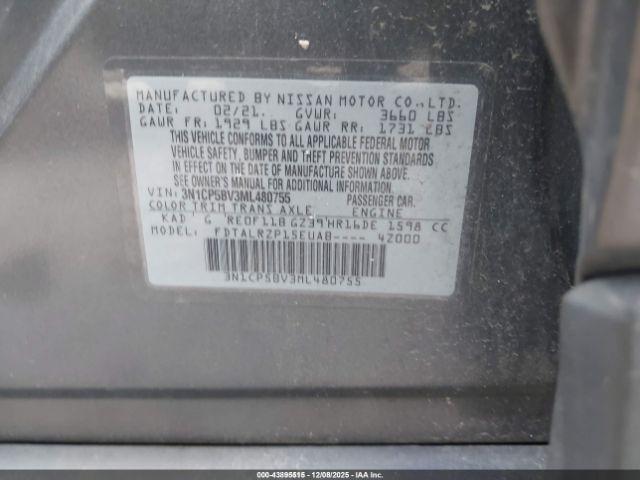 MANUFACTURED BY NISSAN MOTOR CO., LTD.
DATE: 02/21. GVWR: 3660 LBS
GAWR FR: 1929 LBS GAWR RR: 1731 LBS
THIS VEHICLE CONFORMS TO ALL APPLICABLE FEDERAL MOTOR
VEHICLE SAFETY, BUMPER AND THEFT PREVENTION STANDARDS
IN EFFECT ON THE DATE OF MANUFACTURE SHOWN ABOVE.
SEE OWNER'S MANUAL FOR ADDITIONAL INFORMATION
VIN: 3N1CP5BV3ML480755 PASSENGER CAR.
COLOR TRIM TRANS AXLE ENGINE
KAD G RE0F11B GZ39 HR16DE 1598 CC
MODEL: FDTALRZP15EUAB---- 42000
3N1CP5BV3ML480755
00-43895515 - 12/08/2025 - IAA Inc.